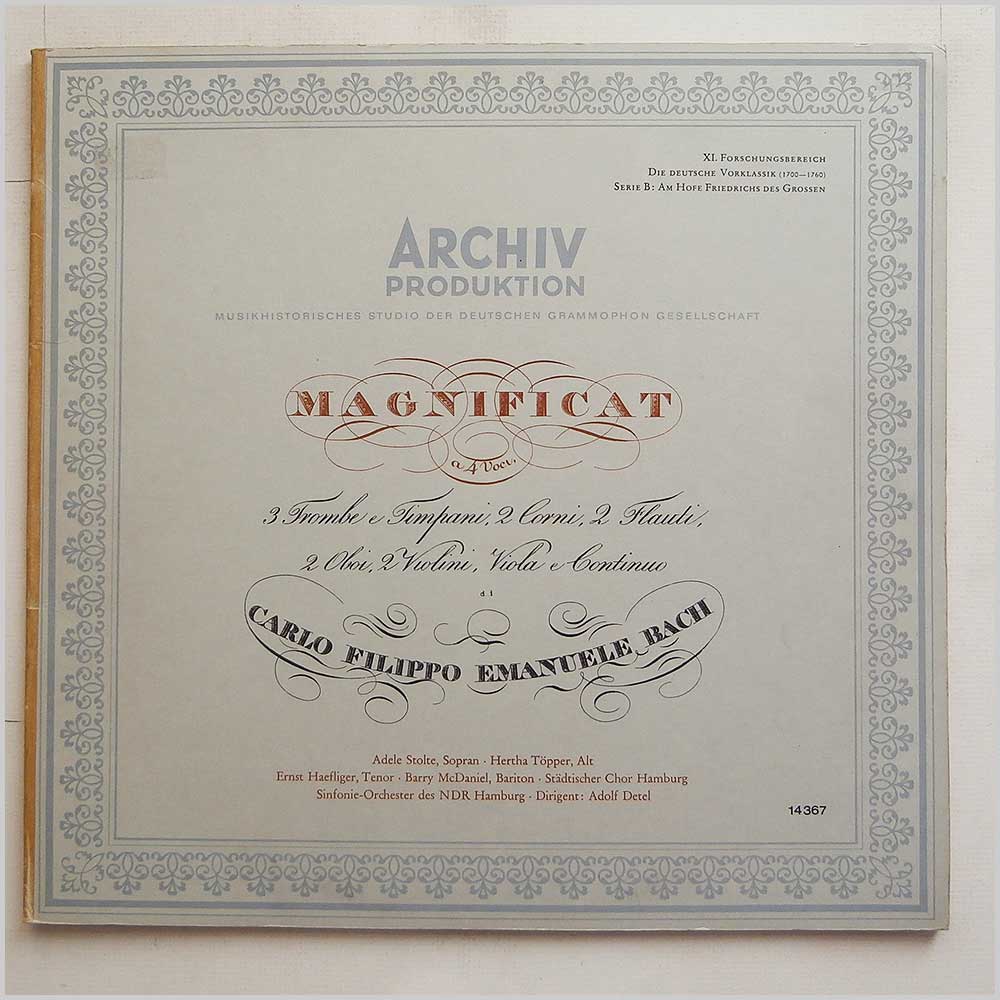 XI. Forschungsbereich
Die deutsche Vorklassik (1700—1760)
Serie B: Am Hofe Friedrichs des Grossen
ARCHIV
PRODUKTION
MUSIKHISTORISCHES STUDIO DER DEUTSCHEN GRAMMOPHON GESELLSCHAFT
MAGNIFICAT
a 4 Voci,
3 Trombe e Timpani, 2 Corni, 2 Flauti,
2 Oboi, 2 Violini, Viola e Continuo
di
CARLO FILIPPO EMANUELE BACH
Adele Stolte, Sopran · Hertha Töpper, Alt
Ernst Haefliger, Tenor · Barry McDaniel, Bariton · Städtischer Chor Hamburg
Sinfonie-Orchester des NDR Hamburg · Dirigent: Adolf Detel
14367